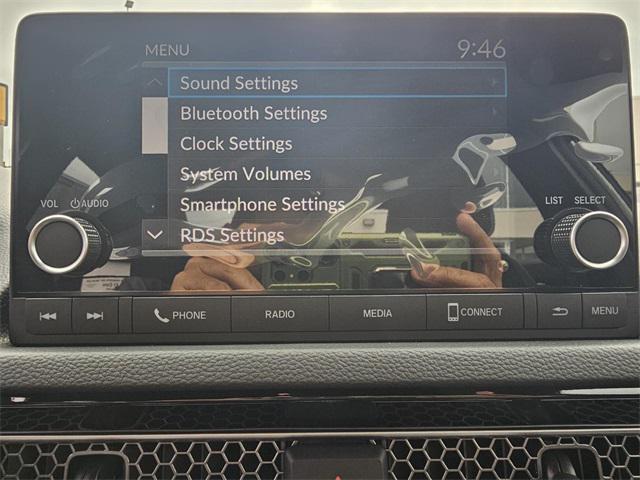 MENU 9:46
Sound Settings
Bluetooth Settings
Clock Settings
System Volumes
Smartphone Settings
RDS Settings
VOL AUDIO LIST SELECT
PHONE RADIO MEDIA CONNECT MENU